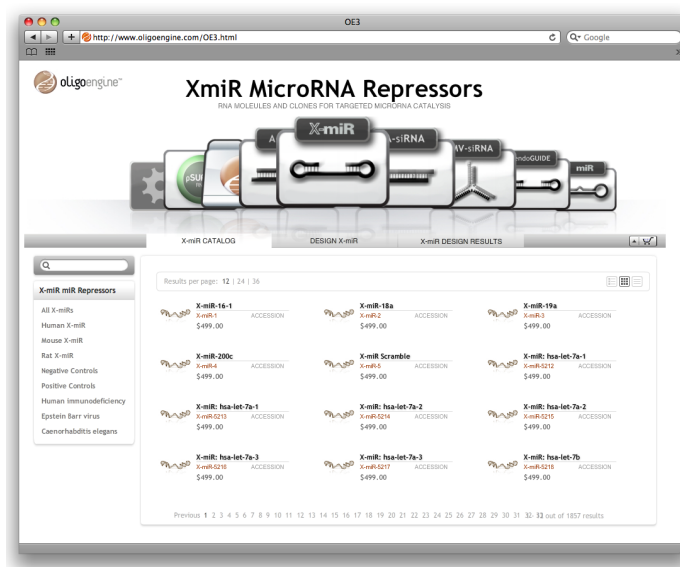 OE3
http://www.oligoengine.com/OE3.html
Google
oligoengine™
XmiR MicroRNA Repressors
RNA MOLEULES AND CLONES FOR TARGETED MICRORNA CATALYSIS
pSU
A
X-miR
-siRNA
MV-siRNA
ndoGUIDE
miR
X-miR CATALOG
DESIGN X-miR
X-miR DESIGN RESULTS
X-miR miR Repressors
All X-miRs
Human X-miR
Mouse X-miR
Rat X-miR
Negative Controls
Positive Controls
Human immunodeficiency
Epstein Barr virus
Caenorhabditis elegans
Results per page: 12 | 24 | 36
X-miR-16-1
X-miR-1 ACCESSION
$499.00
X-miR-18a
X-miR-2 ACCESSION
$499.00
X-miR-19a
X-miR-3 ACCESSION
$499.00
X-miR-200c
X-miR-4 ACCESSION
$499.00
X-miR Scramble
X-miR-5 ACCESSION
$499.00
X-miR: hsa-let-7a-1
X-miR-5212 ACCESSION
$499.00
X-miR: hsa-let-7a-1
X-miR-5213 ACCESSION
$499.00
X-miR: hsa-let-7a-2
X-miR-5214 ACCESSION
$499.00
X-miR: hsa-let-7a-2
X-miR-5215 ACCESSION
$499.00
X-miR: hsa-let-7a-3
X-miR-5216 ACCESSION
$499.00
X-miR: hsa-let-7a-3
X-miR-5217 ACCESSION
$499.00
X-miR: hsa-let-7b
X-miR-5218 ACCESSION
$499.00
Previous 1 2 3 4 5 6 7 8 9 10 11 12 13 14 15 16 17 18 19 20 21 22 23 24 25 26 27 28 29 30 31 32 out of 1857 results